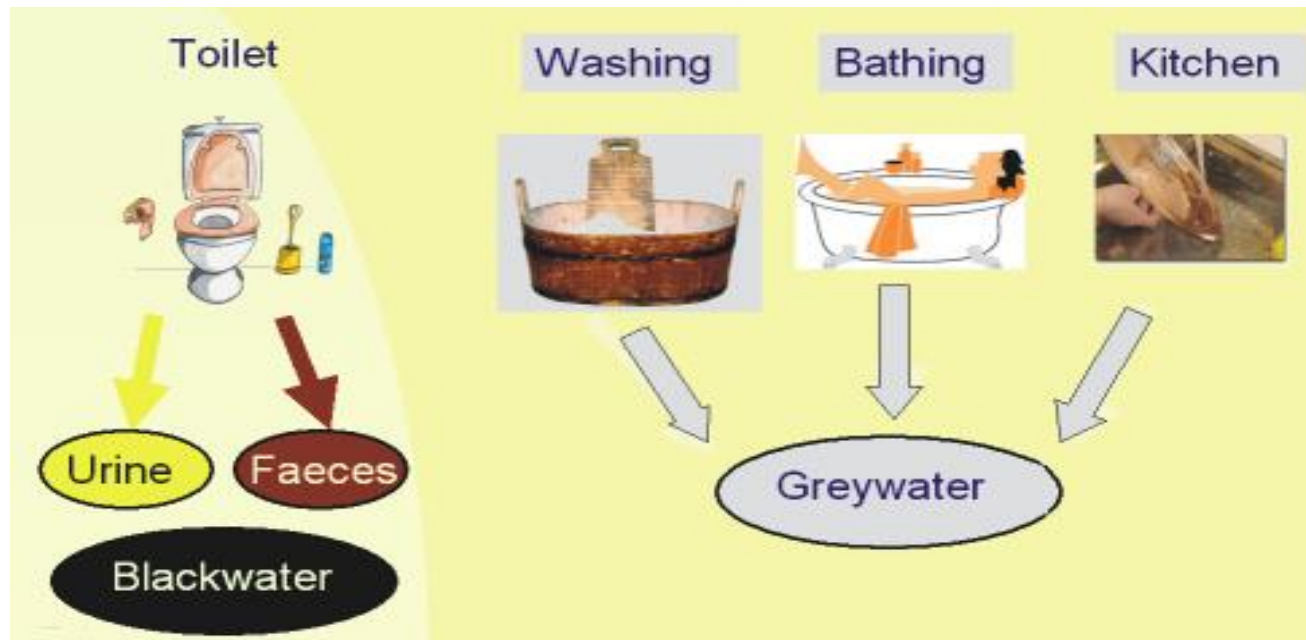 Toilet
Washing
Bathing
Kitchen
Urine
Faeces
Greywater
Blackwater